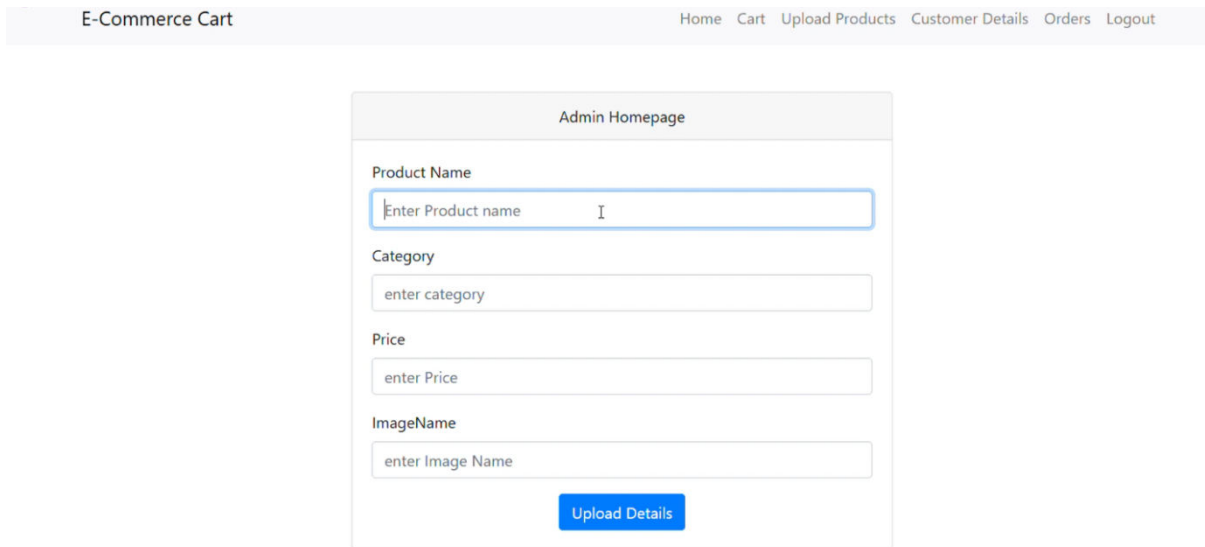 E-Commerce Cart Home Cart Upload Products Customer Details Orders Logout
Admin Homepage
Product Name
Enter Product name
Category
enter category
Price
enter Price
ImageName
enter Image Name
Upload Details